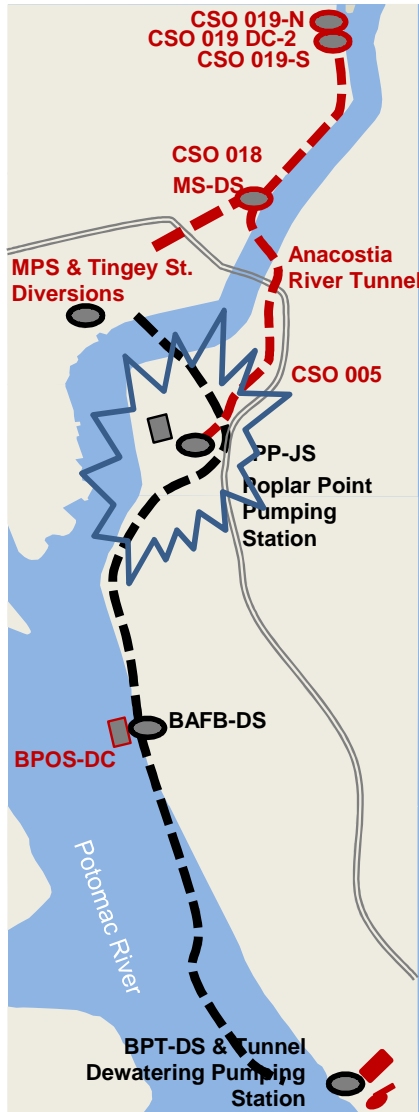 CSO 019-N
CSO 019 DC-2
CSO 019-S
CSO 018
MS-DS
Anacostia
River Tunnel
MPS & Tingey St.
Diversions
CSO 005
PP-JS
Poplar Point
Pumping
Station
BAFB-DS
BPOS-DC
Potomac River
BPT-DS & Tunnel
Dewatering Pumping
Station